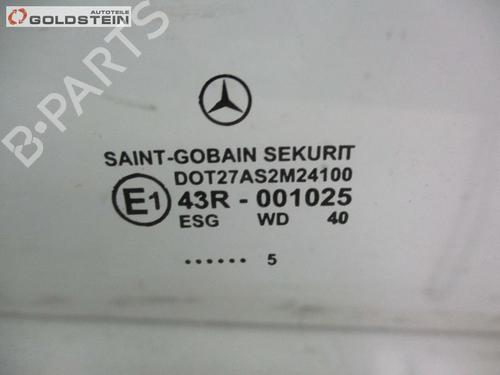 AUTOTEILE
GOLDSTEIN
B-PARTS
SAINT-GOBAIN SEKURIT
DOT27AS2M24100
E1 43R - 001025
ESG WD 40
...... 5